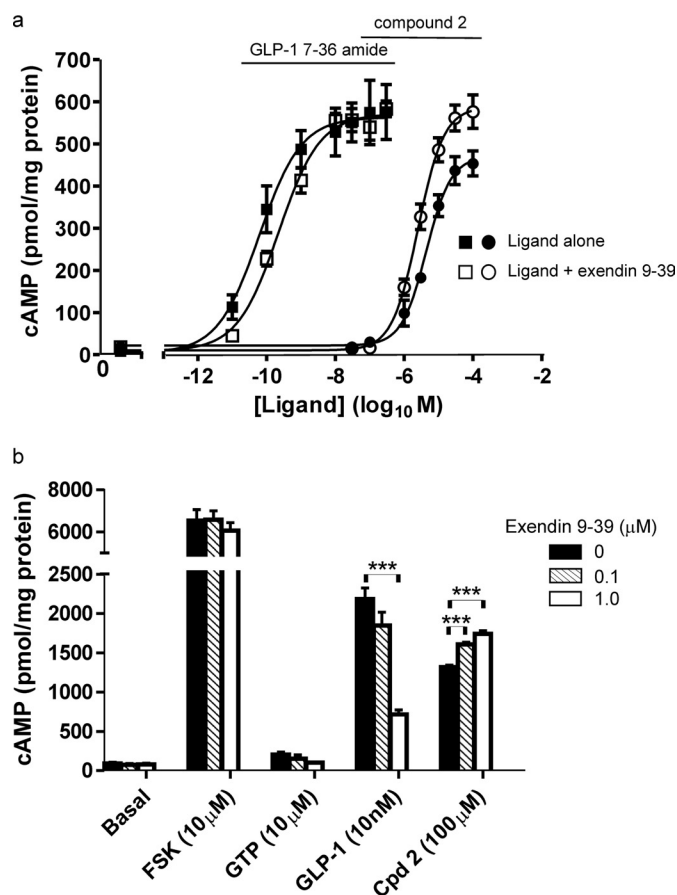 a
compound 2
GLP-1 7-36 amide
700
600
500
400
300
200
100
0
cAMP (pmol/mg protein)
Ligand alone
Ligand + exendin 9-39
0 -12 -10 -8 -6 -4 -2
[Ligand] (log10 M)
b
8000
6000
4000
2500
2000
1500
1000
500
0
cAMP (pmol/mg protein)
Exendin 9-39 (μM)
0
0.1
1.0
***
***
***
Basal
FSK (10μM)
GTP (10μM)
GLP-1 (10nM)
Cpd 2 (100μM)